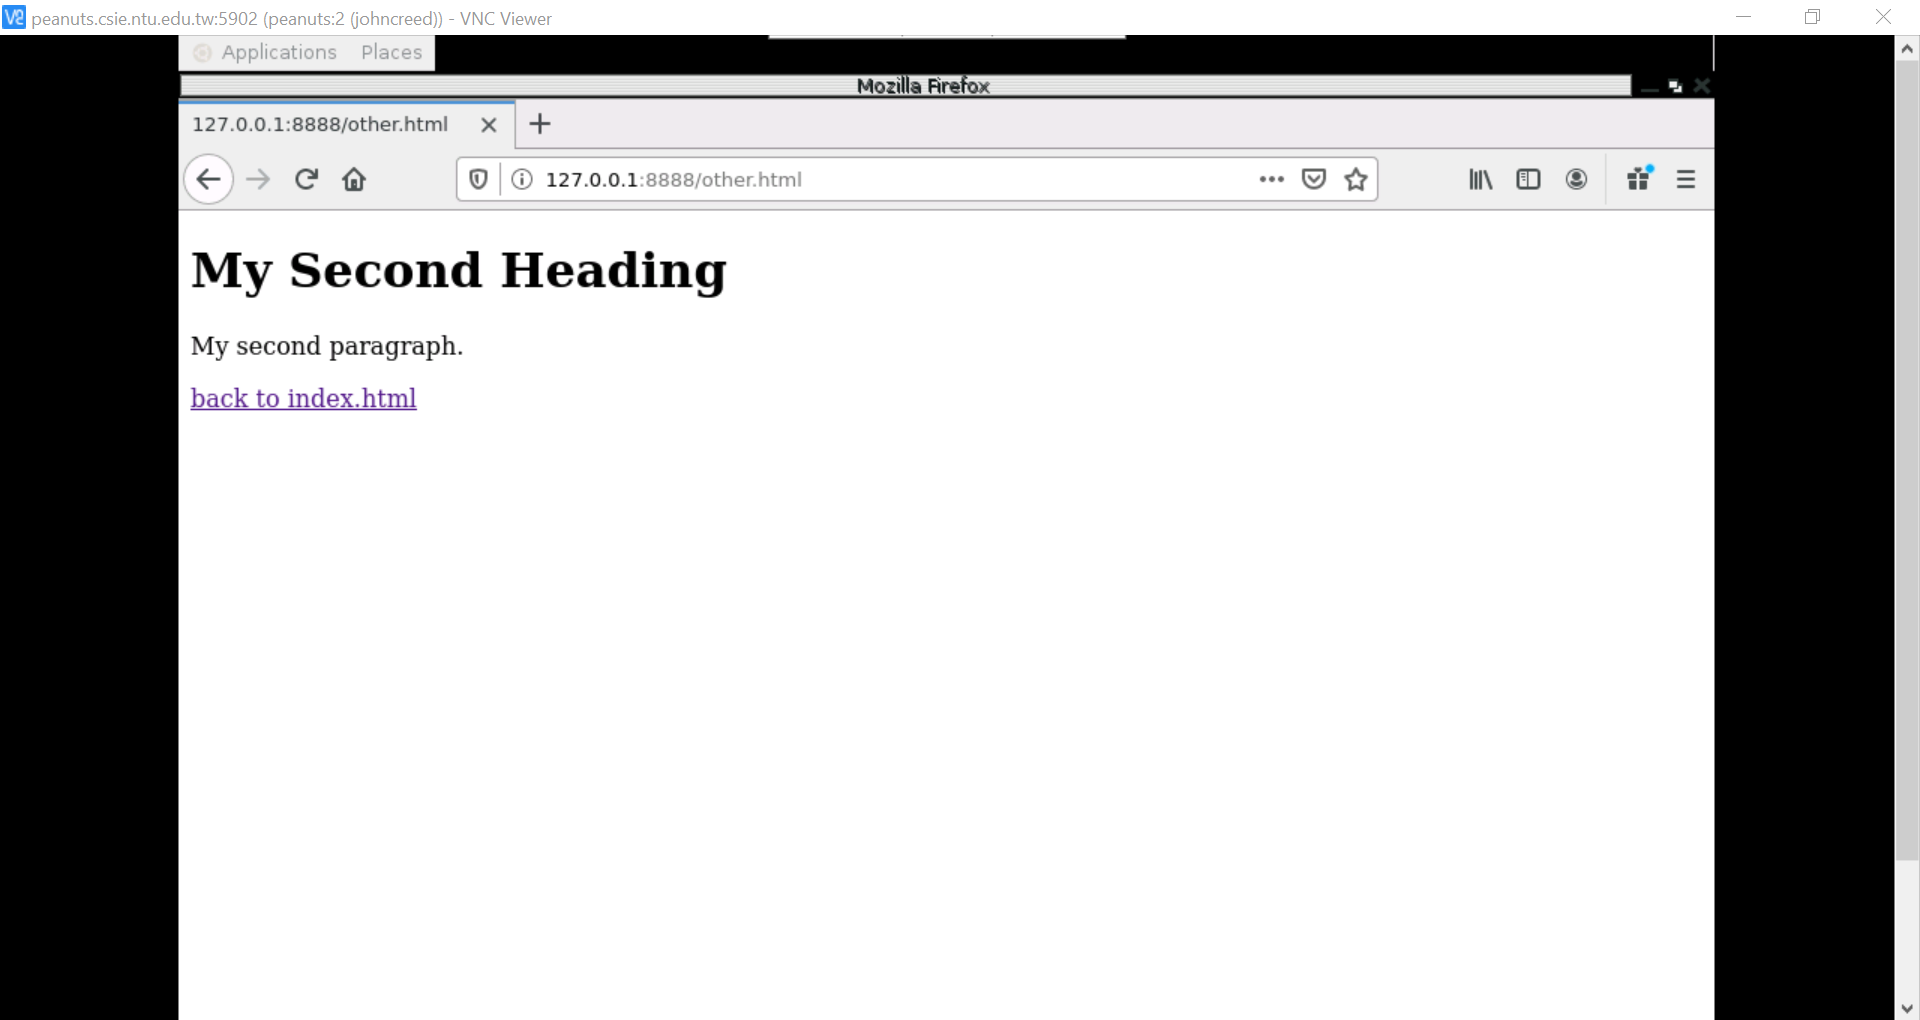 peanuts.csie.ntu.edu.tw:5902 (peanuts:2 (johncreed)) - VNC Viewer
Applications Places
Mozilla Firefox
127.0.0.1:8888/other.html
127.0.0.1:8888/other.html
My Second Heading
My second paragraph.
back to index.html